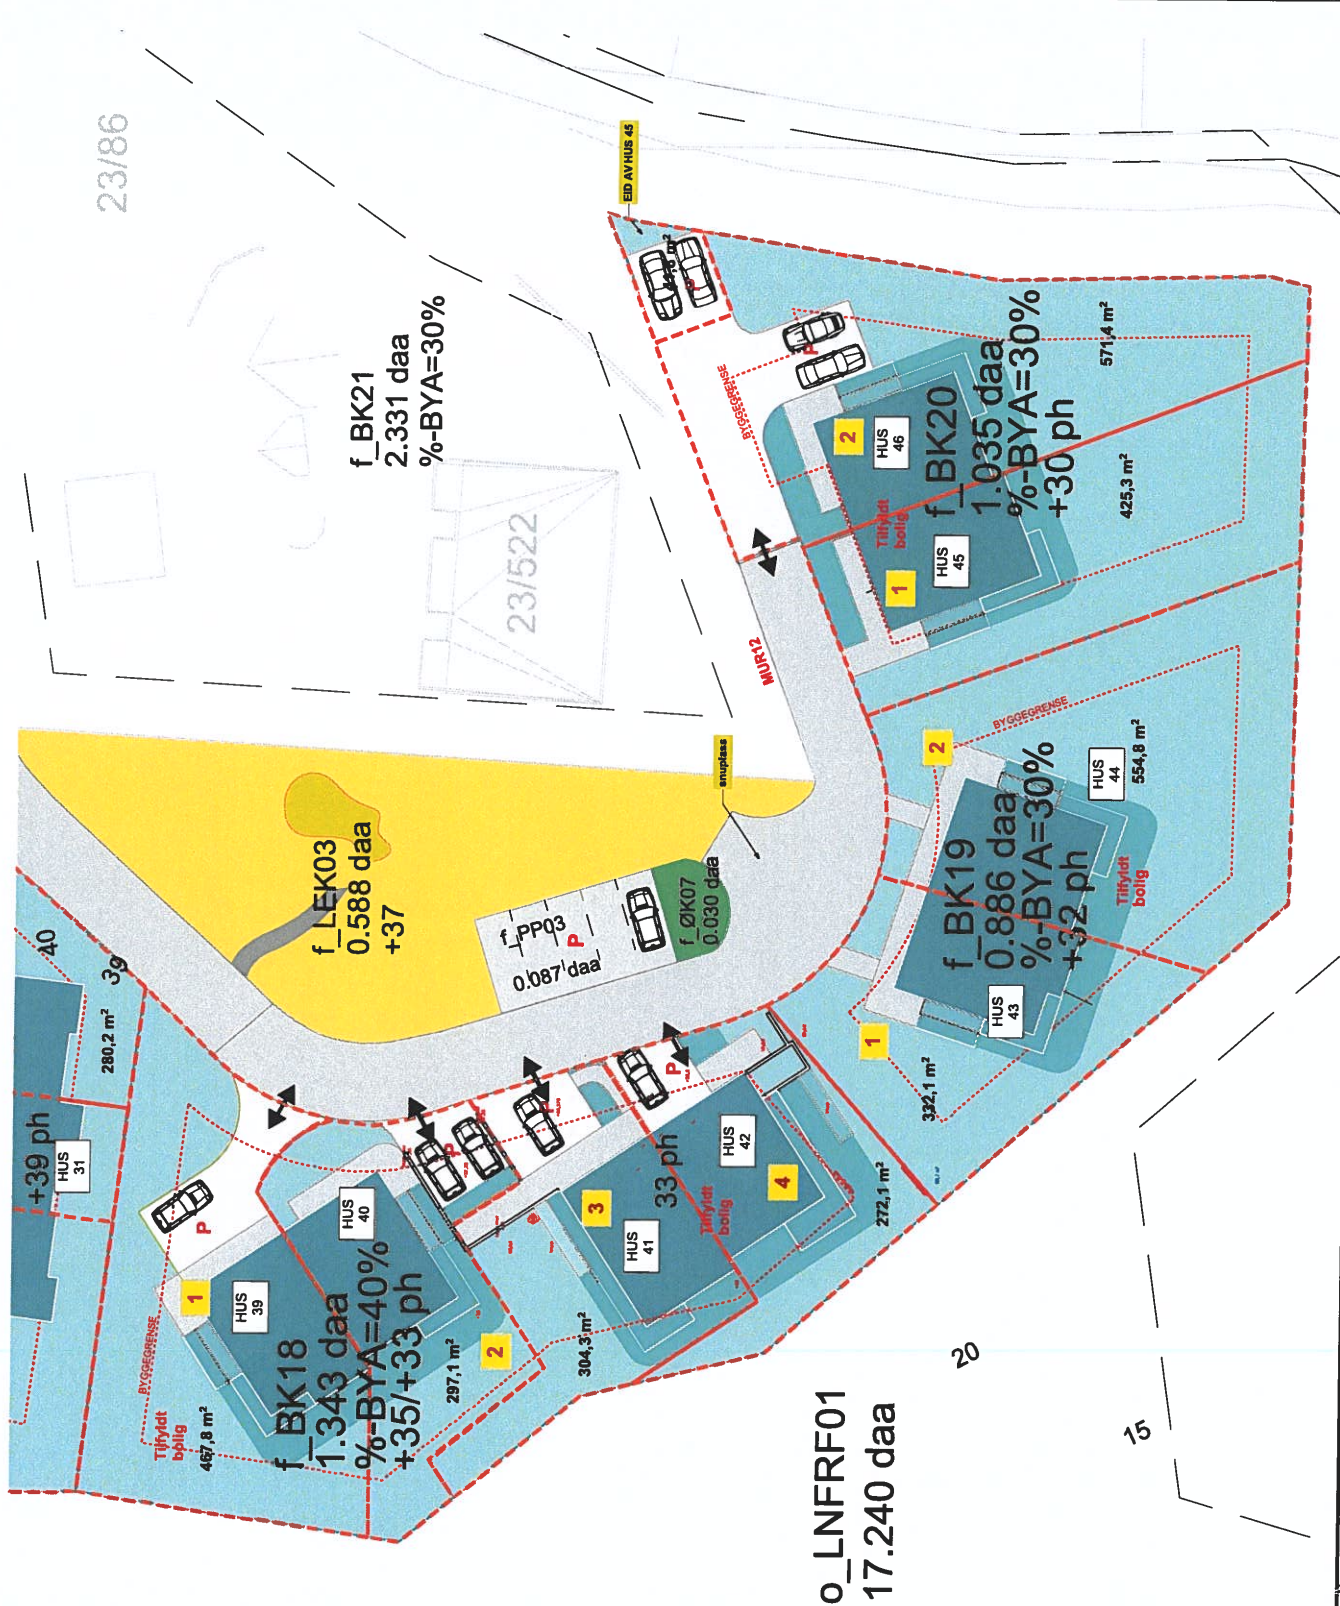 23/86
EID AV HUS 45
f_BK21
2.331 daa
%-BYA=30%
23/522
BYGGEGRENSE
P
P
571,4 m²
2
HUS
46
f_BK20
1.035 daa
%-BYA=30%
+30 ph
425,3 m²
Tilfyldt
bolig
1
HUS
45
MUR12
snuplass
f_LEK03
0.588 daa
+37
f_PP03
P
0.087 daa
f_ØK07
0.030 daa
2
BYGGEGRENSE
HUS
44
554,8 m²
f_BK19
0.886 daa
%-BYA=30%
+32 ph
Tilfyldt
bolig
HUS
43
1
332,1 m²
40
39
280,2 m²
+39 ph
HUS
31
P
P
P
HUS
42
4
33 ph
Tilfyldt
bolig
3
HUS
41
272,1 m²
304,3 m²
HUS
40
1
HUS
39
f_BK18
1.343 daa
%-BYA=40%
+35/+33 ph
2
297,1 m²
BYGGEGRENSE
Tilfyldt
bolig
467,8 m²
20
15
o_LNFRF01
17.240 daa